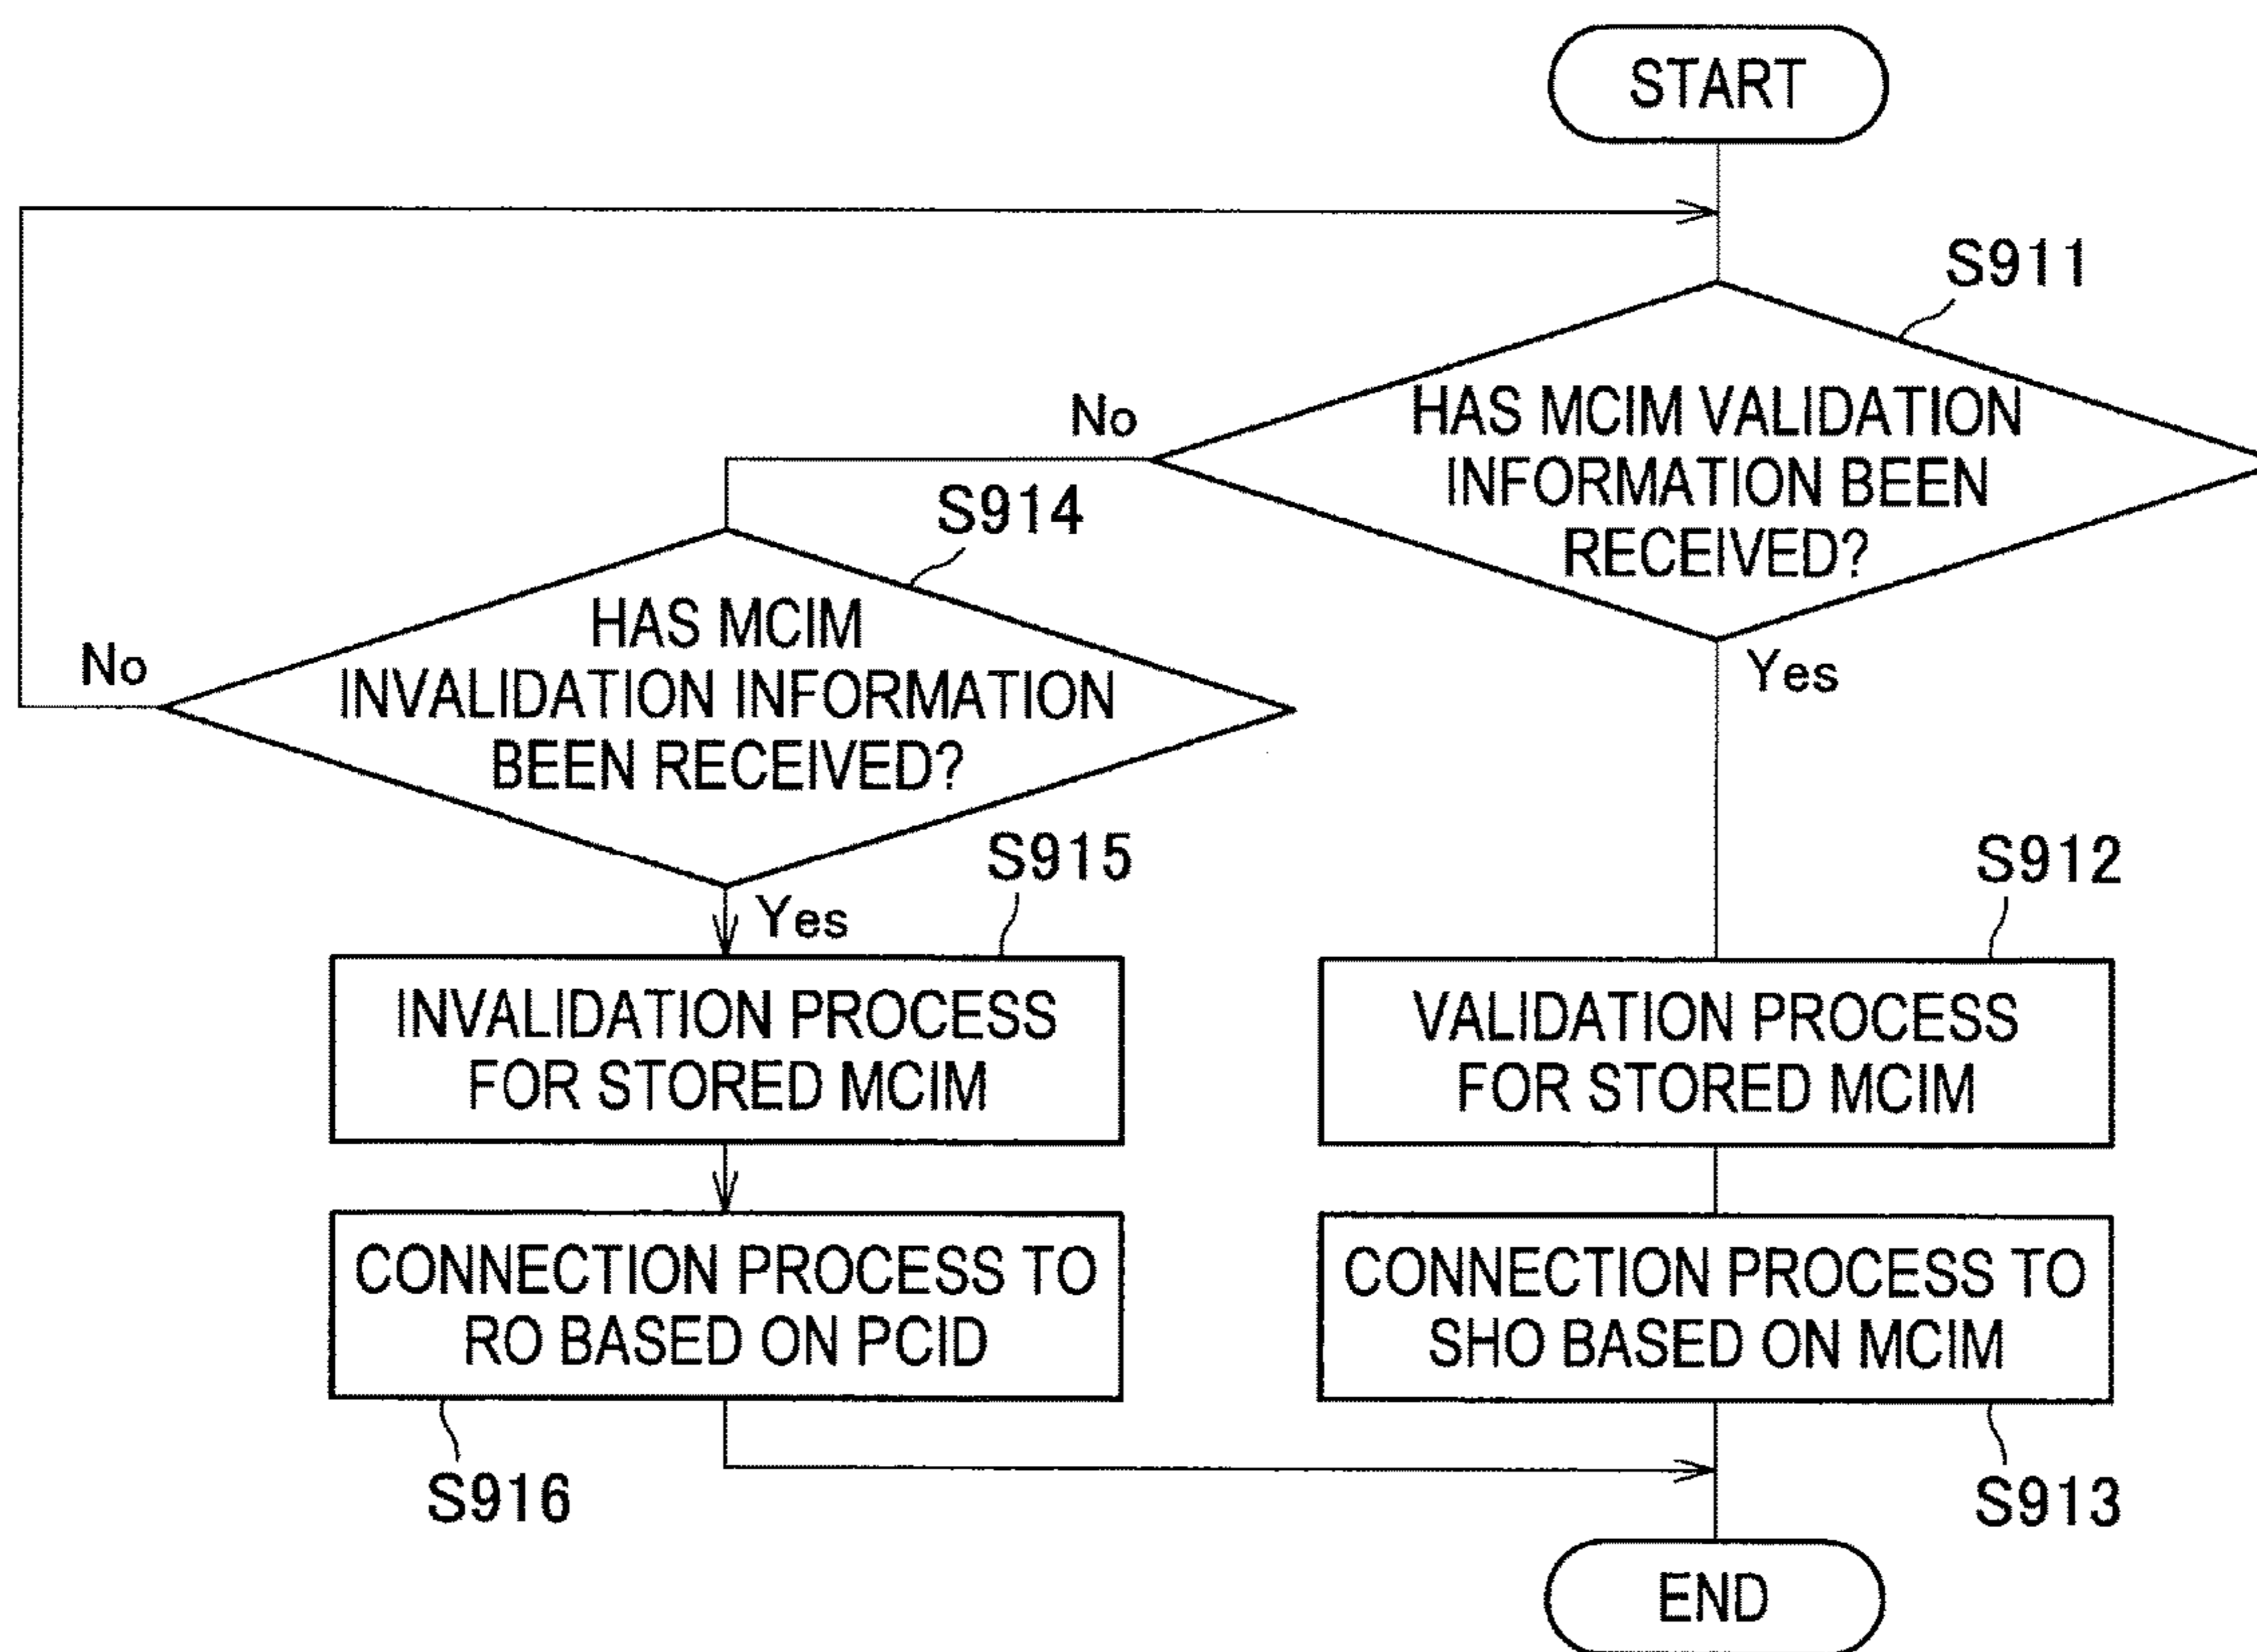 START
S911
HAS MCIM VALIDATION
INFORMATION BEEN
RECEIVED?
No
Yes
S914
HAS MCIM
INVALIDATION INFORMATION
BEEN RECEIVED?
No
Yes
S915
INVALIDATION PROCESS
FOR STORED MCIM
S912
VALIDATION PROCESS
FOR STORED MCIM
CONNECTION PROCESS TO
RO BASED ON PCID
S916
CONNECTION PROCESS TO
SHO BASED ON MCIM
S913
END